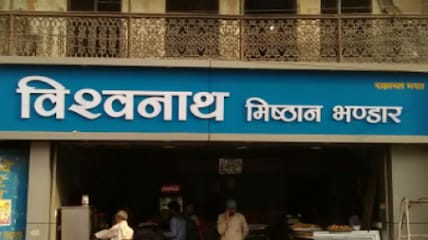 विश्वनाथ मिष्ठान भण्डार